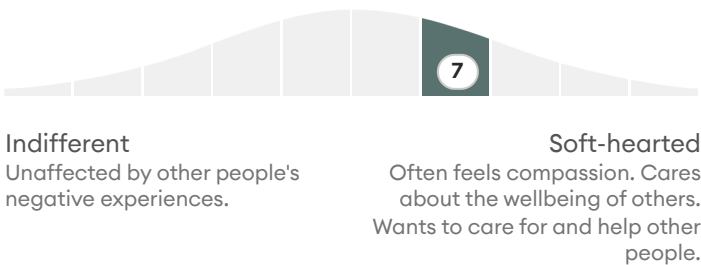 7
Indifferent
Unaffected by other people's
negative experiences.
Soft-hearted
Often feels compassion. Cares
about the wellbeing of others.
Wants to care for and help other
people.